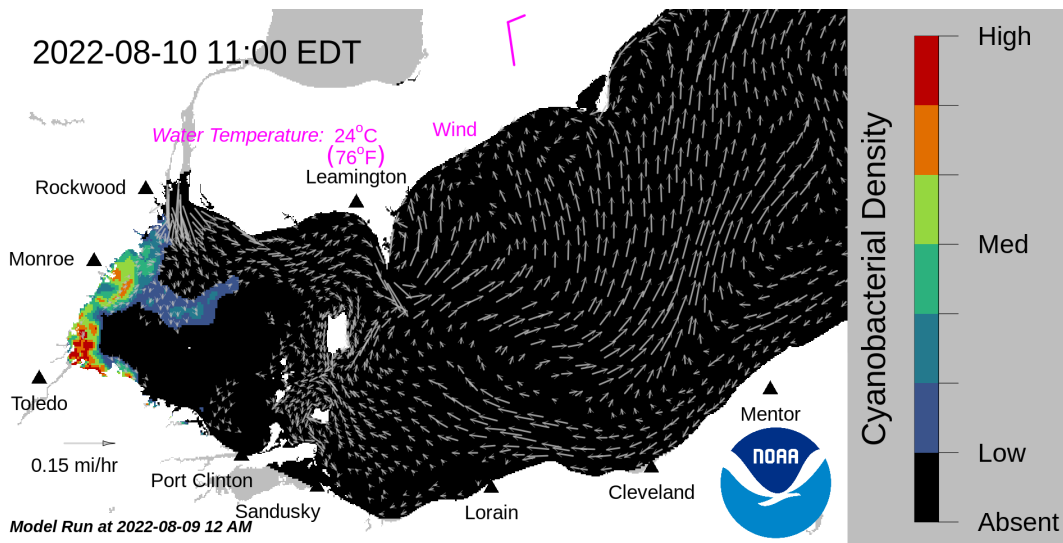 2022-08-10 11:00 EDT
Water Temperature: 24°C
(76°F)
Wind
Leamington
Rockwood
Monroe
Toledo
0.15 mi/hr
Port Clinton
Sandusky
Lorain
Cleveland
Mentor
NOAA
Model Run at 2022-08-09 12 AM
Cyanobacterial Density
High
Med
Low
Absent